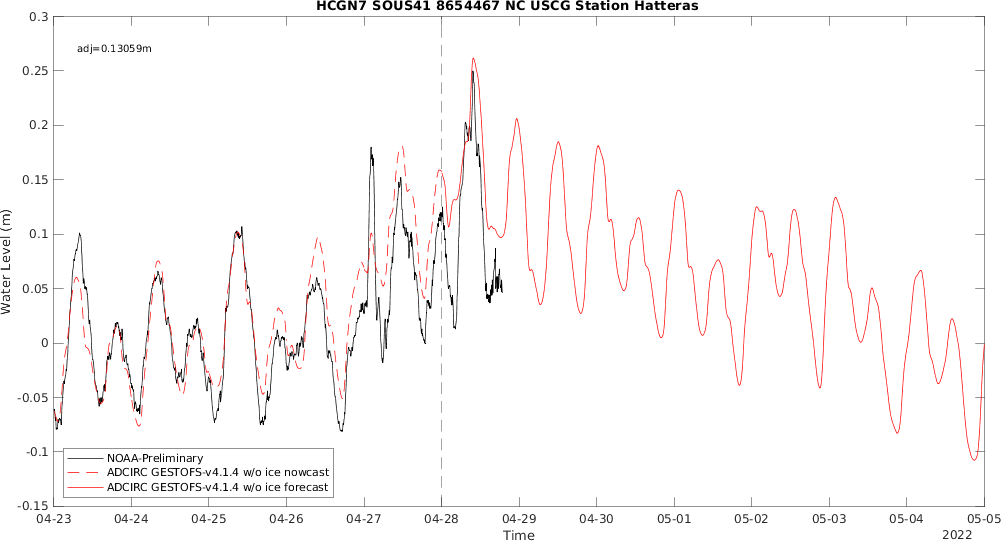 HCGN7 SOUS41 8654467 NC USCG Station Hatteras
adj=0.13059m
Water Level (m)
0.3
0.25
0.2
0.15
0.1
0.05
0
-0.05
-0.1
-0.15
NOAA-Preliminary
ADCIRC GESTOFS-v4.1.4 w/o ice nowcast
ADCIRC GESTOFS-v4.1.4 w/o ice forecast
04-23 04-24 04-25 04-26 04-27 04-28 04-29 04-30 05-01 05-02 05-03 05-04 05-05
Time
2022